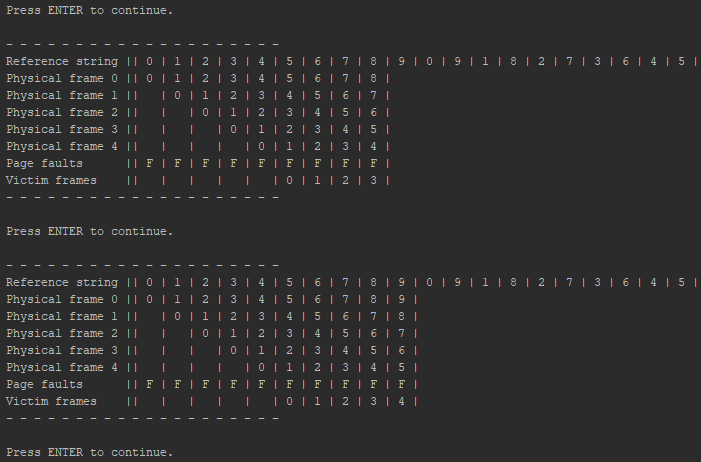 Press ENTER to continue.
- - - - - - - - - - - - - - - - - - - -
Reference string || 0 | 1 | 2 | 3 | 4 | 5 | 6 | 7 | 8 | 9 | 0 | 9 | 1 | 8 | 2 | 7 | 3 | 6 | 4 | 5 |
Physical frame 0 || 0 | 1 | 2 | 3 | 4 | 5 | 6 | 7 | 8 |
Physical frame 1 ||   | 0 | 1 | 2 | 3 | 4 | 5 | 6 | 7 |
Physical frame 2 ||   |   | 0 | 1 | 2 | 3 | 4 | 5 | 6 |
Physical frame 3 ||   |   |   | 0 | 1 | 2 | 3 | 4 | 5 |
Physical frame 4 ||   |   |   |   | 0 | 1 | 2 | 3 | 4 |
Page faults      || F | F | F | F | F | F | F | F | F |
Victim frames    ||   |   |   |   |   | 0 | 1 | 2 | 3 |
- - - - - - - - - - - - - - - - - - - -
Press ENTER to continue.
- - - - - - - - - - - - - - - - - - - -
Reference string || 0 | 1 | 2 | 3 | 4 | 5 | 6 | 7 | 8 | 9 | 0 | 9 | 1 | 8 | 2 | 7 | 3 | 6 | 4 | 5 |
Physical frame 0 || 0 | 1 | 2 | 3 | 4 | 5 | 6 | 7 | 8 | 9 |
Physical frame 1 ||   | 0 | 1 | 2 | 3 | 4 | 5 | 6 | 7 | 8 |
Physical frame 2 ||   |   | 0 | 1 | 2 | 3 | 4 | 5 | 6 | 7 |
Physical frame 3 ||   |   |   | 0 | 1 | 2 | 3 | 4 | 5 | 6 |
Physical frame 4 ||   |   |   |   | 0 | 1 | 2 | 3 | 4 | 5 |
Page faults      || F | F | F | F | F | F | F | F | F | F |
Victim frames    ||   |   |   |   |   | 0 | 1 | 2 | 3 | 4 |
- - - - - - - - - - - - - - - - - - - -
Press ENTER to continue.